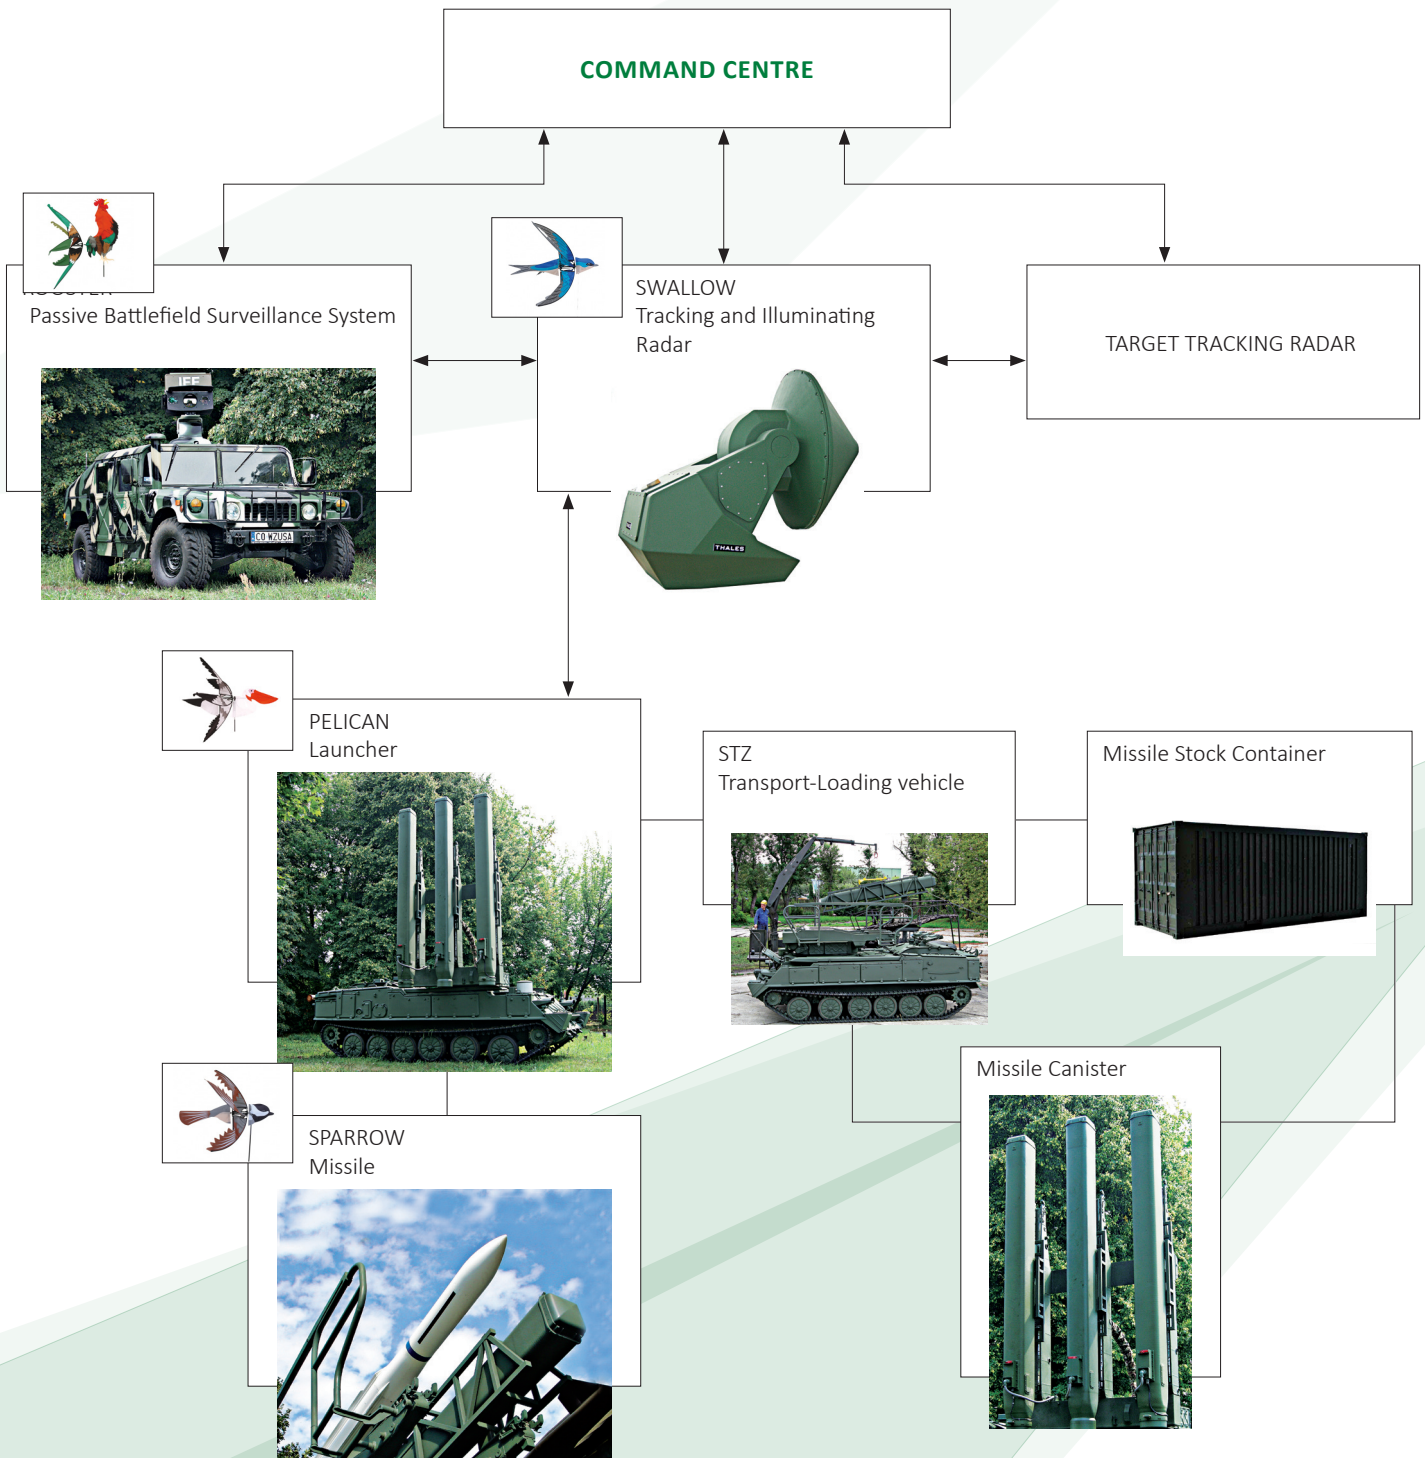 COMMAND CENTRE
Passive Battlefield Surveillance System
IFF
CO WZUSA
SWALLOW
Tracking and Illuminating
Radar
THALES
TARGET TRACKING RADAR
PELICAN
Launcher
STZ
Transport-Loading vehicle
Missile Stock Container
Missile Canister
SPARROW
Missile